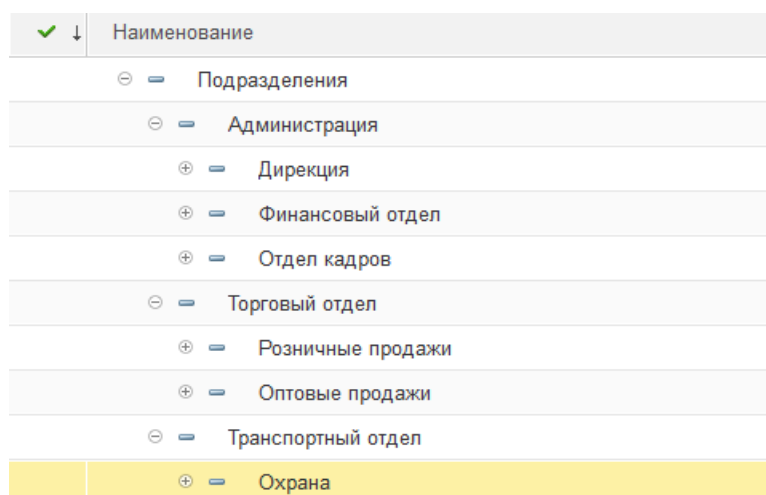 Наименование
Подразделения
Администрация
Дирекция
Финансовый отдел
Отдел кадров
Торговый отдел
Розничные продажи
Оптовые продажи
Транспортный отдел
Охрана